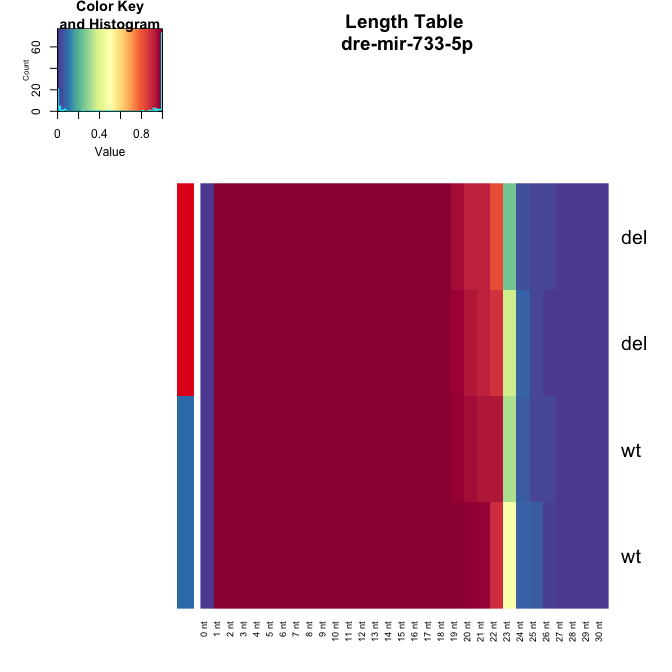 Color Key
and Histogram
Count
0 20 60
0 0.4 0.8
Value
Length Table
dre-mir-733-5p
del
del
wt
wt
0 nt 1 nt 2 nt 3 nt 4 nt 5 nt 6 nt 7 nt 8 nt 9 nt 10 nt 11 nt 12 nt 13 nt 14 nt 15 nt 16 nt 17 nt 18 nt 19 nt 20 nt 21 nt 22 nt 23 nt 24 nt 25 nt 26 nt 27 nt 28 nt 29 nt 30 nt